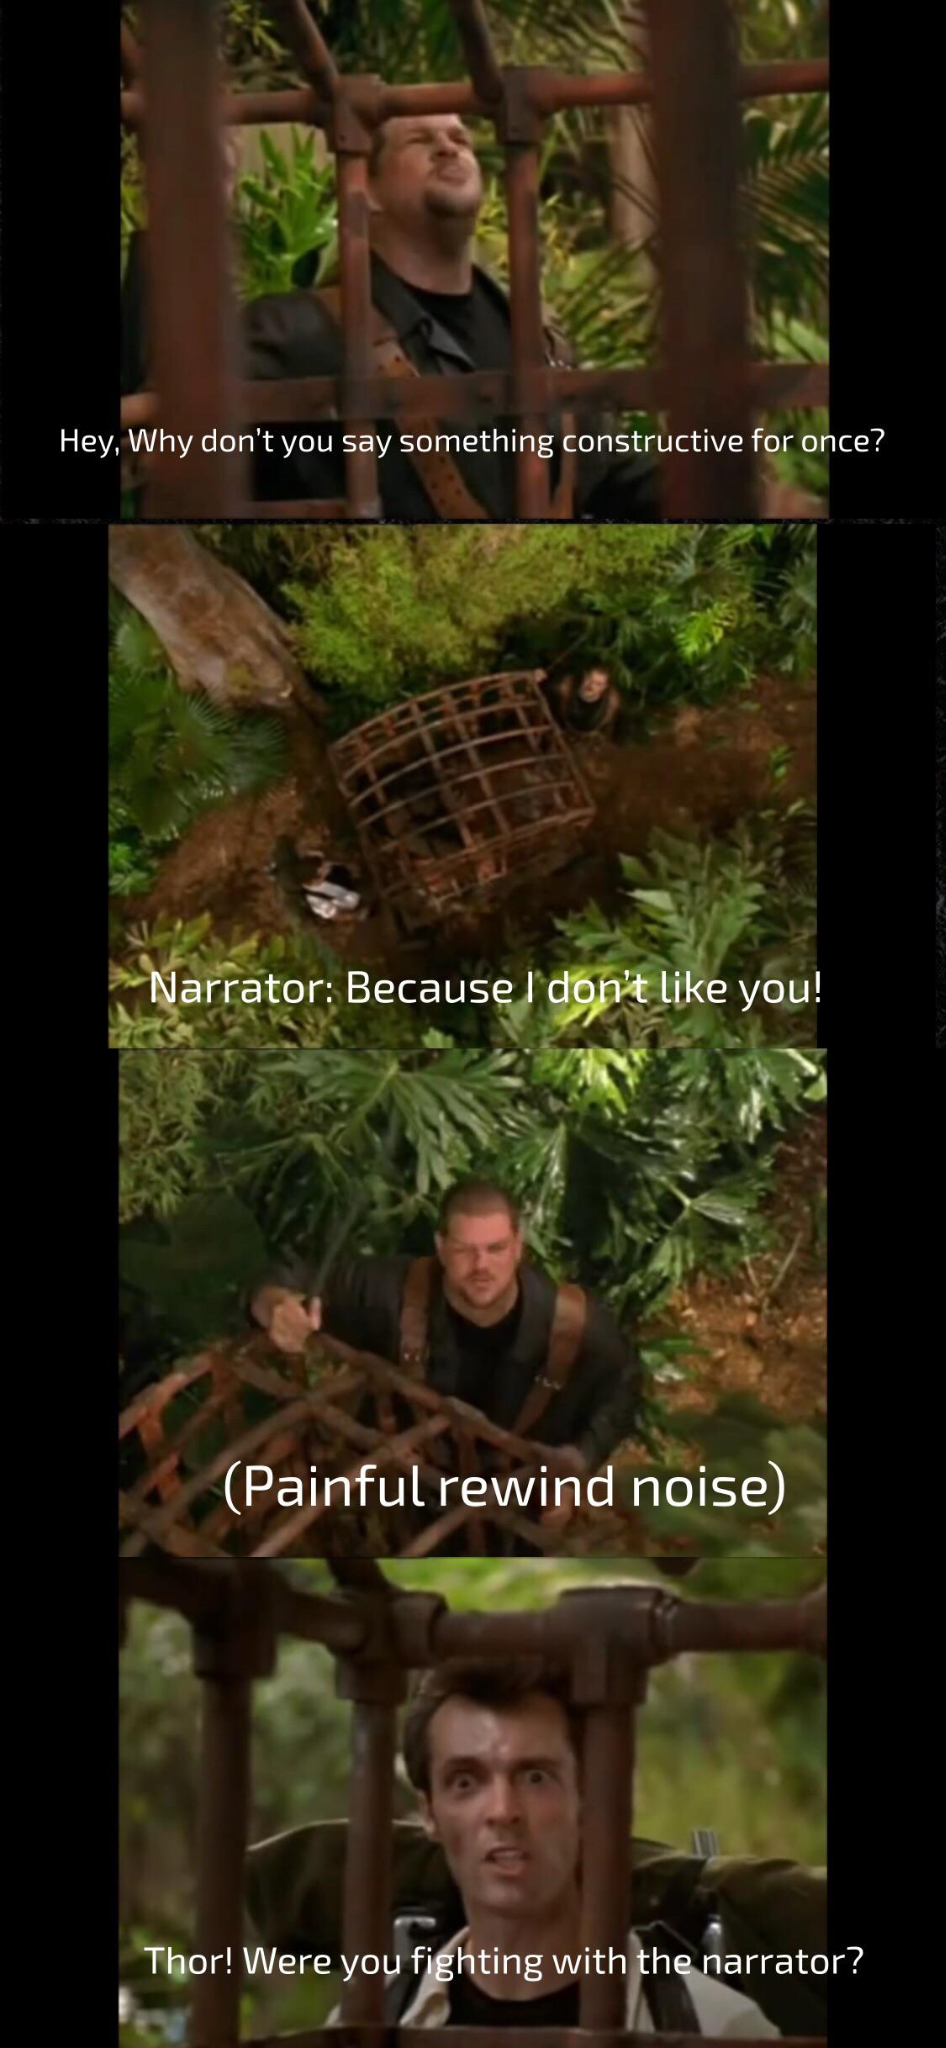 Hey, Why don't you say something constructive for once?
Narrator: Because I don't like you!
(Painful rewind noise)
Thor! Were you fighting with the narrator?